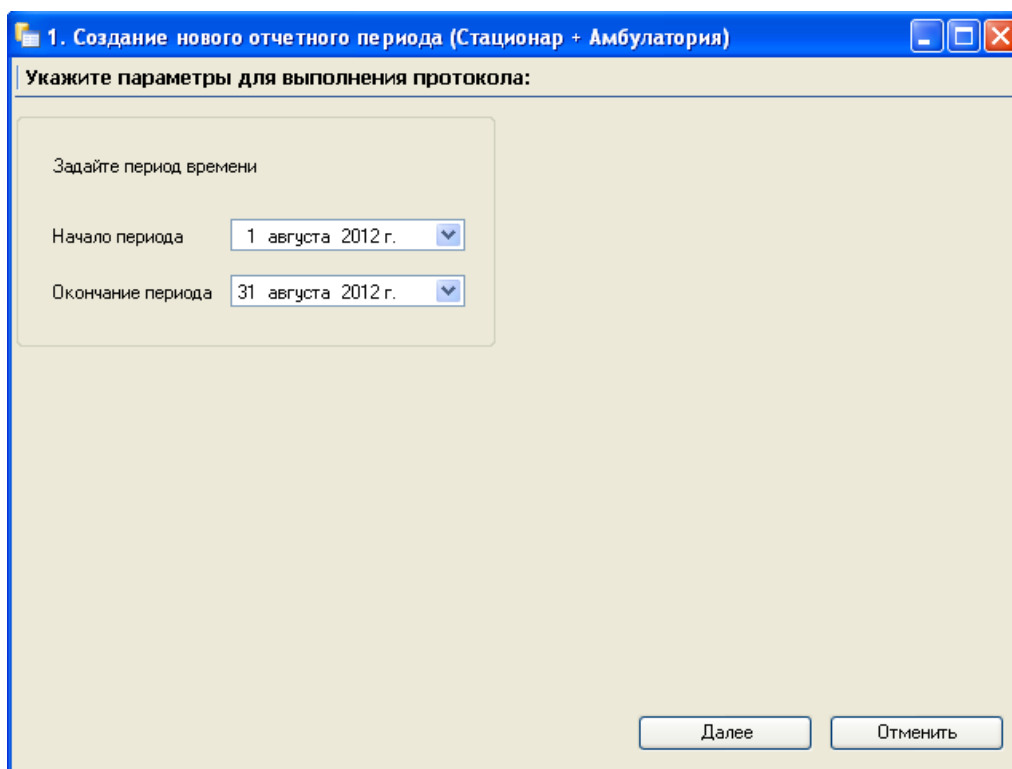 1. Создание нового отчетного периода (Стационар + Амбулатория)
Укажите параметры для выполнения протокола:
Задайте период времени
Начало периода 1 августа 2012 г.
Окончание периода 31 августа 2012 г.
Далее Отменить